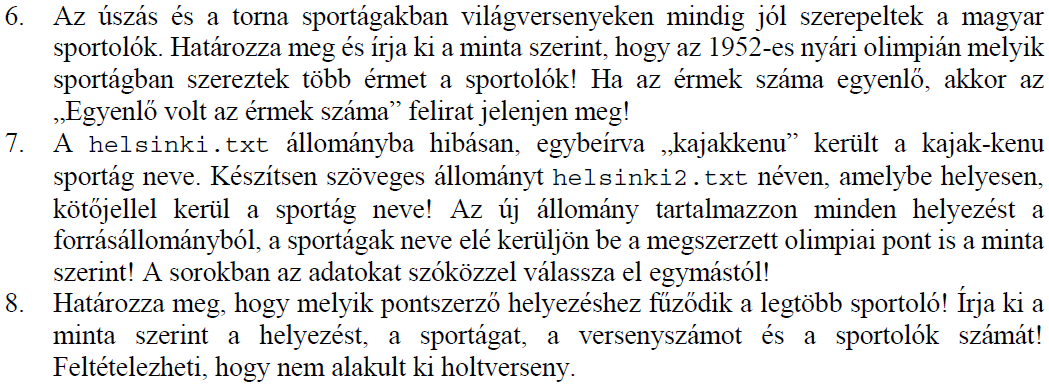 6. Az úszás és a torna sportágakban világversenyeken mindig jól szerepeltek a magyar
sportolók. Határozza meg és írja ki a minta szerint, hogy az 1952-es nyári olimpián melyik
sportágban szereztek több érmet a sportolók! Ha az érmek száma egyenlő, akkor az
„Egyenlő volt az érmek száma” felirat jelenjen meg!
7. A helsinki.txt állományba hibásan, egybeírva „kajakkenu” került a kajak-kenu
sportág neve. Készítsen szöveges állományt helsinki2.txt néven, amelybe helyesen,
kötőjellel kerül a sportág neve! Az új állomány tartalmazzon minden helyezést a
forrásállományból, a sportágak neve elé kerüljön be a megszerzett olimpiai pont is a minta
szerint! A sorokban az adatokat szóközzel válassza el egymástól!
8. Határozza meg, hogy melyik pontszerző helyezéshez fűződik a legtöbb sportoló! Írja ki a
minta szerint a helyezést, a sportágat, a versenyszámot és a sportolók számát!
Feltételezheti, hogy nem alakult ki holtverseny.